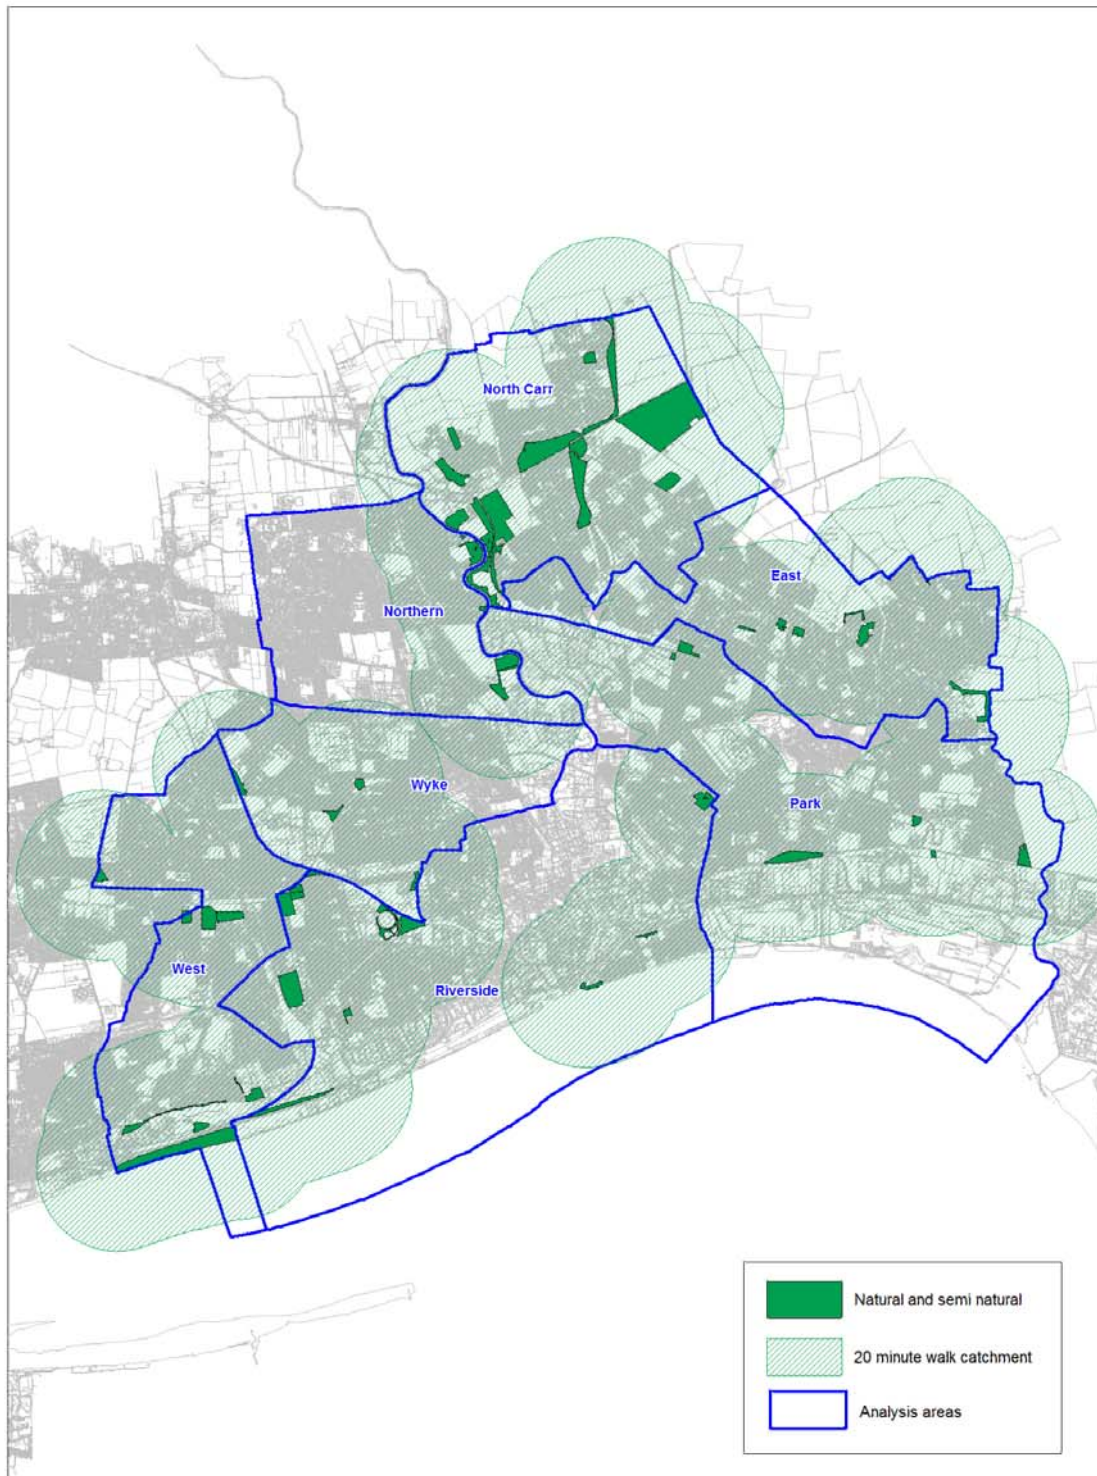 North Carr
East
Northern
Wyke
Park
West
Riverside
Natural and semi natural
20 minute walk catchment
Analysis areas